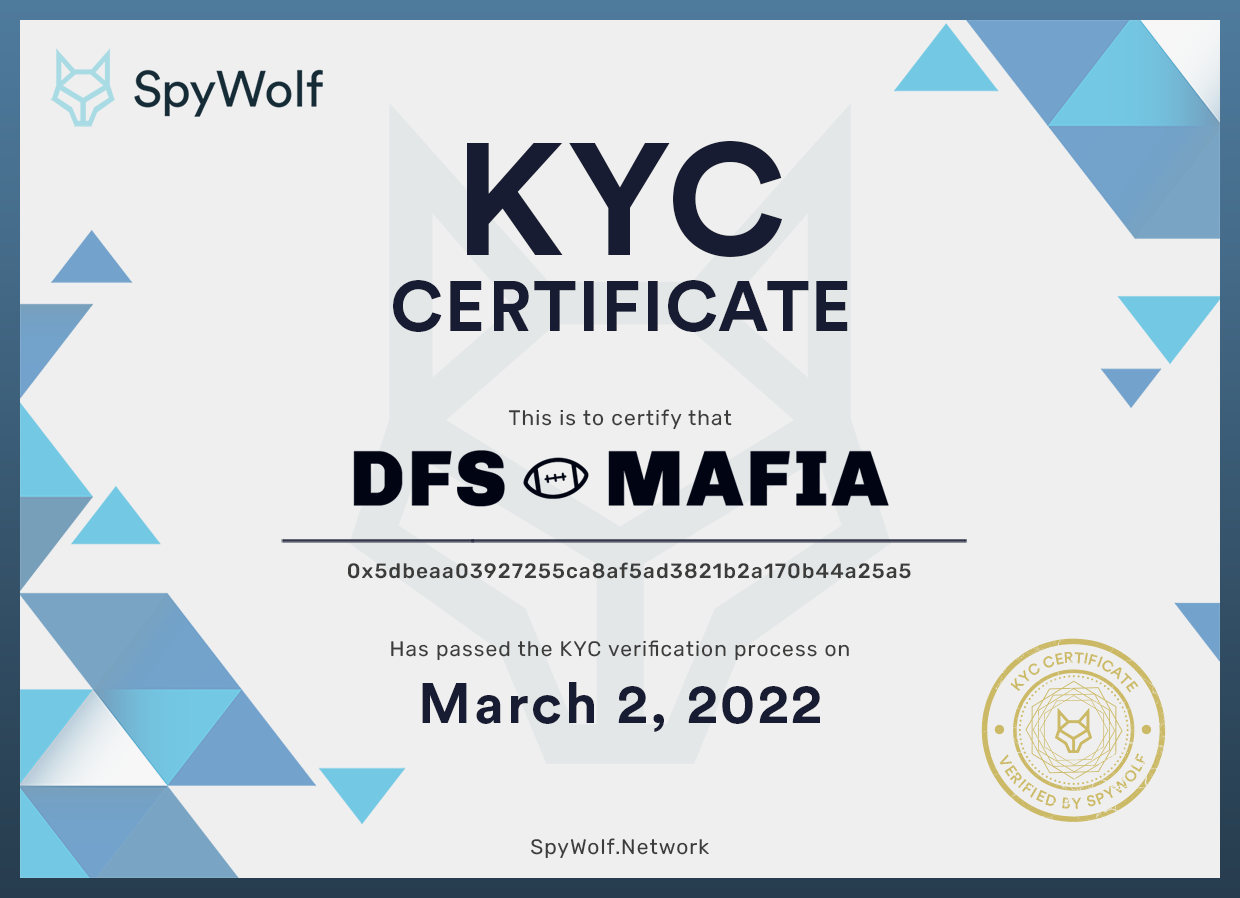 SpyWolf
KYC
CERTIFICATE
This is to certify that
DFS MAFIA
0x5dbeaa03927255ca8af5ad3821b2a170b44a25a5
Has passed the KYC verification process on
March 2, 2022
KYC CERTIFICATE
VERIFIED BY SPYWOLF
SpyWolf.Network